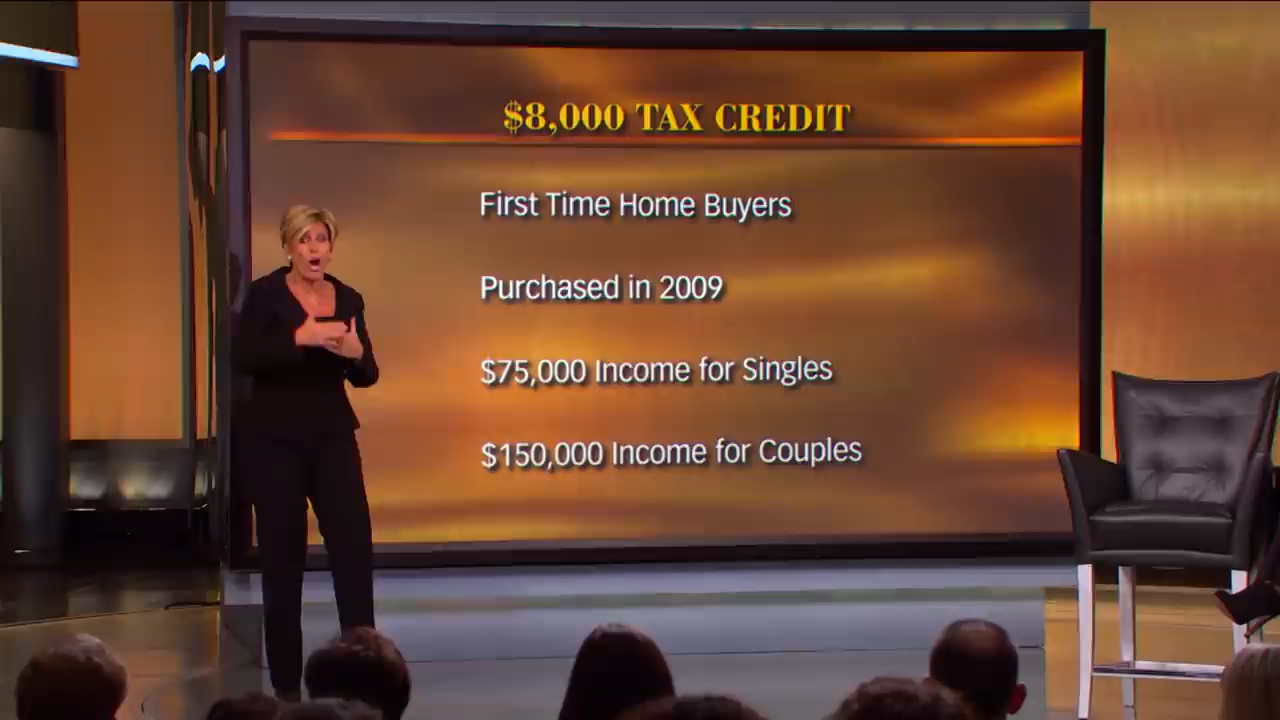 $8,000 TAX CREDIT
First Time Home Buyers
Purchased in 2009
$75,000 Income for Singles
$150,000 Income for Couples